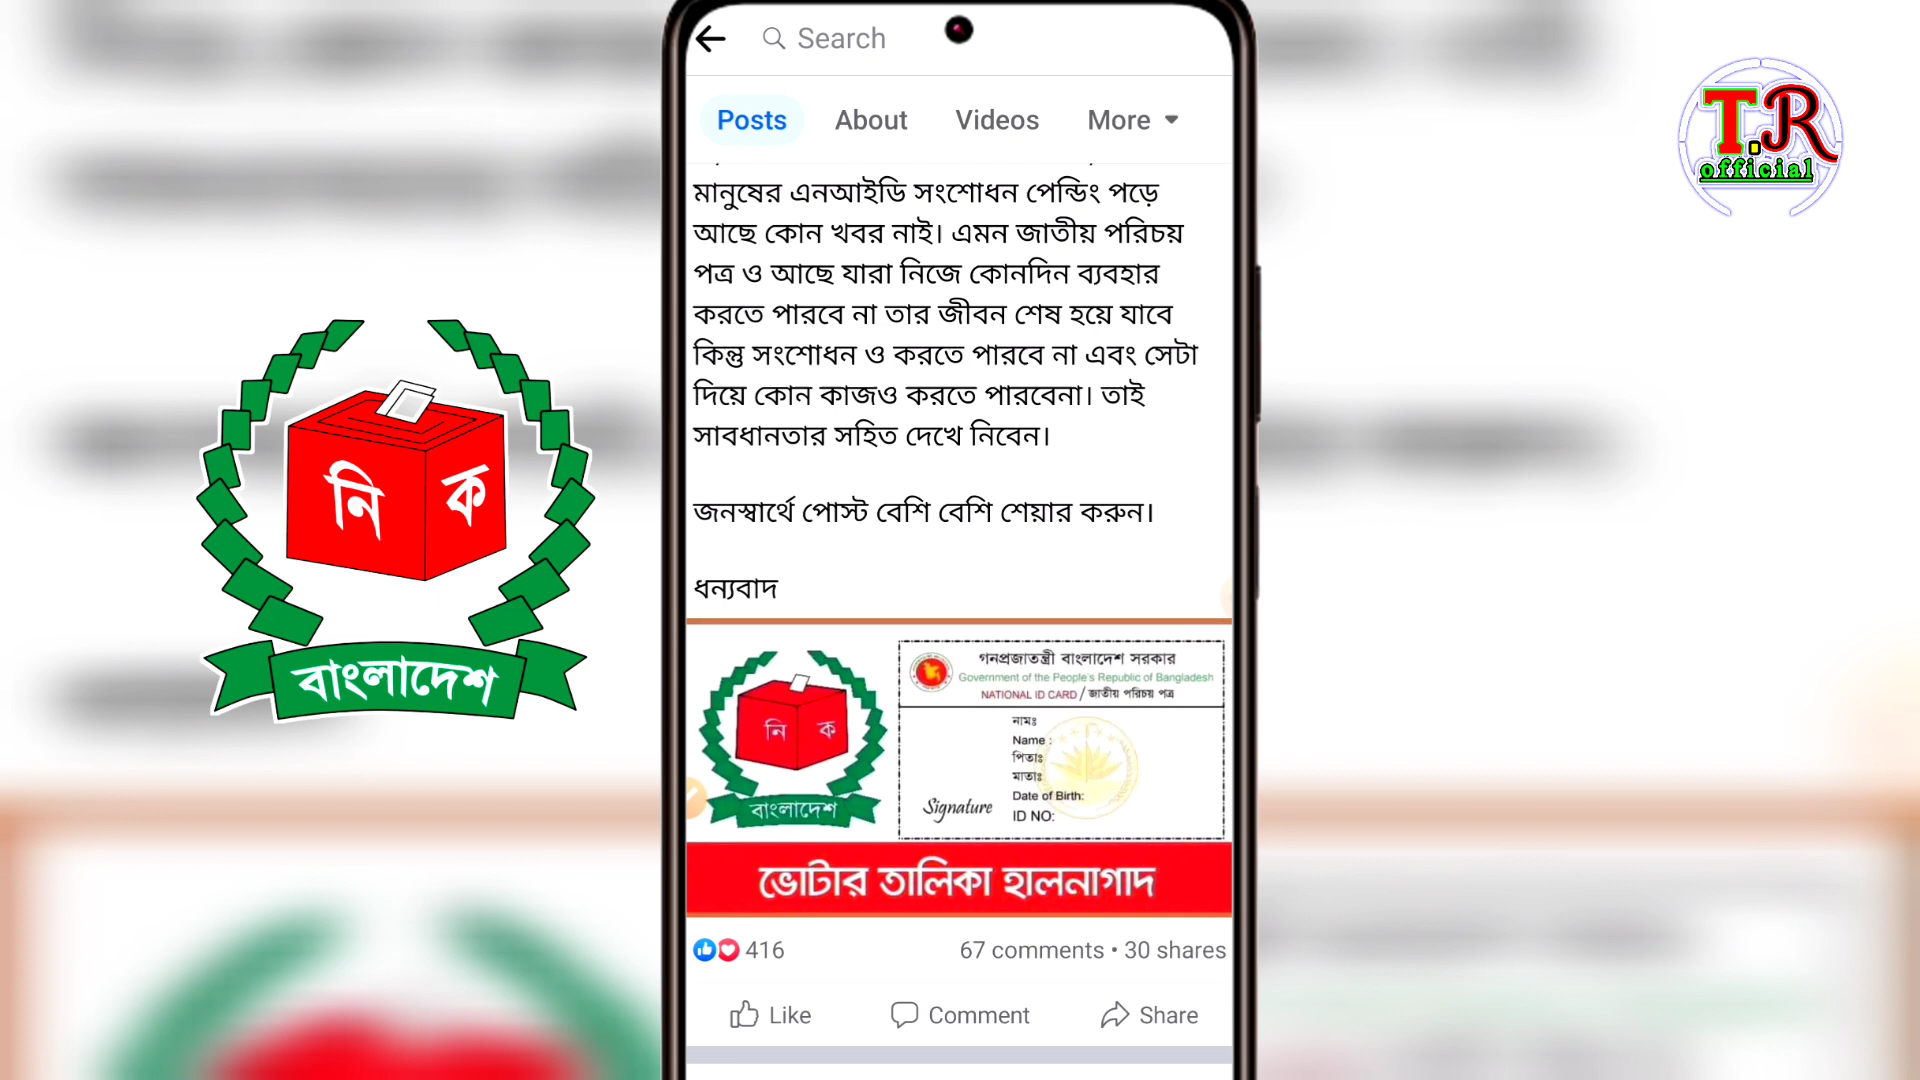 Search
T.R
official
Posts About Videos More
মানুষের এনআইডি সংশোধন পেন্ডিং পড়ে
আছে কোন খবর নাই। এমন জাতীয় পরিচয়
পত্র ও আছে যারা নিজে কোনদিন ব্যবহার
করতে পারবে না তার জীবন শেষ হয়ে যাবে
কিন্তু সংশোধন ও করতে পারবে না এবং সেটা
দিয়ে কোন কাজও করতে পারবেনা। তাই
সাবধানতার সহিত দেখে নিবেন।
জনস্বার্থে পোস্ট বেশি বেশি শেয়ার করুন।
ধন্যবাদ
নি ক
বাংলাদেশ
নি ক
বাংলাদেশ
গনপ্রজাতন্ত্রী বাংলাদেশ সরকার
Government of the People's Republic of Bangladesh
NATIONAL ID CARD / জাতীয় পরিচয় পত্র
নামঃ
Name :
পিতাঃ
মাতাঃ
Date of Birth:
ID NO:
Signature
ভোটার তালিকা হালনাগাদ
416
67 comments • 30 shares
Like Comment Share